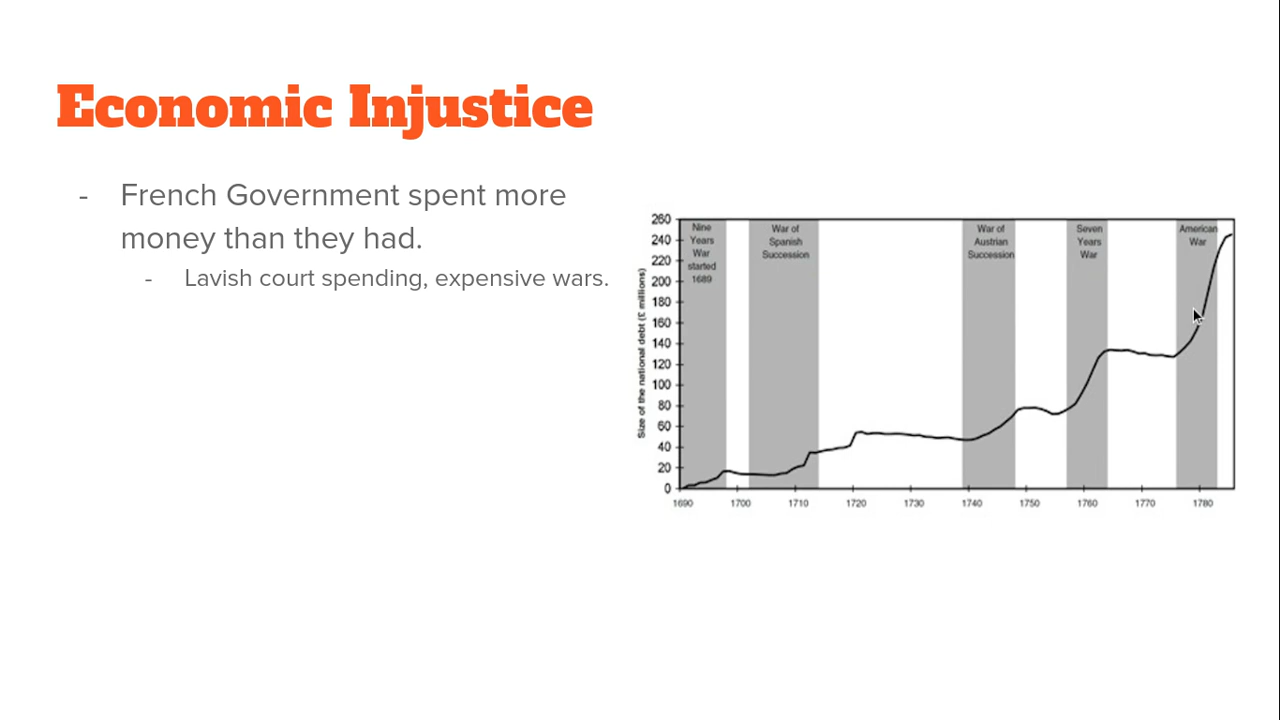 Economic Injustice
- French Government spent more
money than they had.
- Lavish court spending, expensive wars.
Size of the national debt (£ millions)
260
240
220
200
180
160
140
120
100
80
60
40
20
0
Nine
Years
War
started
1689
War of
Spanish
Succession
War of
Austrian
Succession
Seven
Years
War
American
War
1690 1700 1710 1720 1730 1740 1750 1760 1770 1780